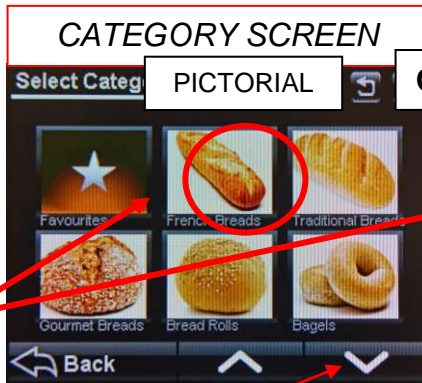 CATEGORY SCREEN
Select Categ
PICTORIAL
Favourites
French Breads
Traditional Breads
Gourmet Breads
Bread Rolls
Bagels
Back